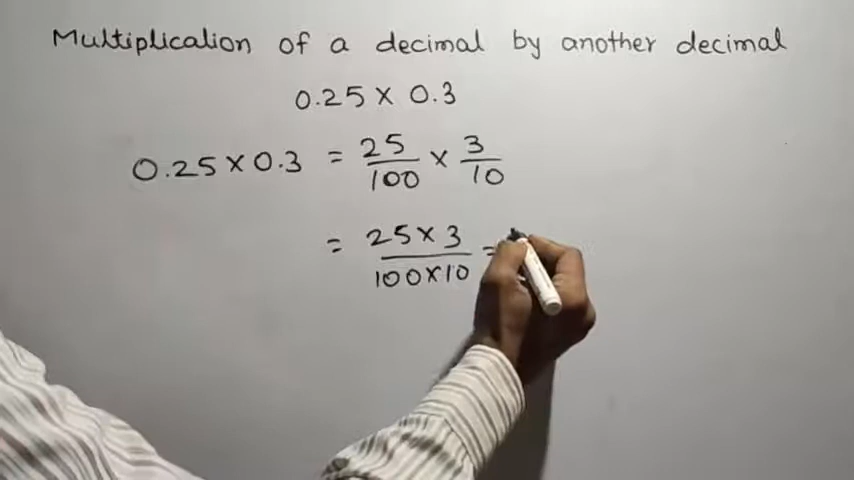 Multiplication of a decimal by another decimal
0.25 × 0.3
0.25 × 0.3 = 25/100 × 3/10
= 25 × 3/100 × 10 =